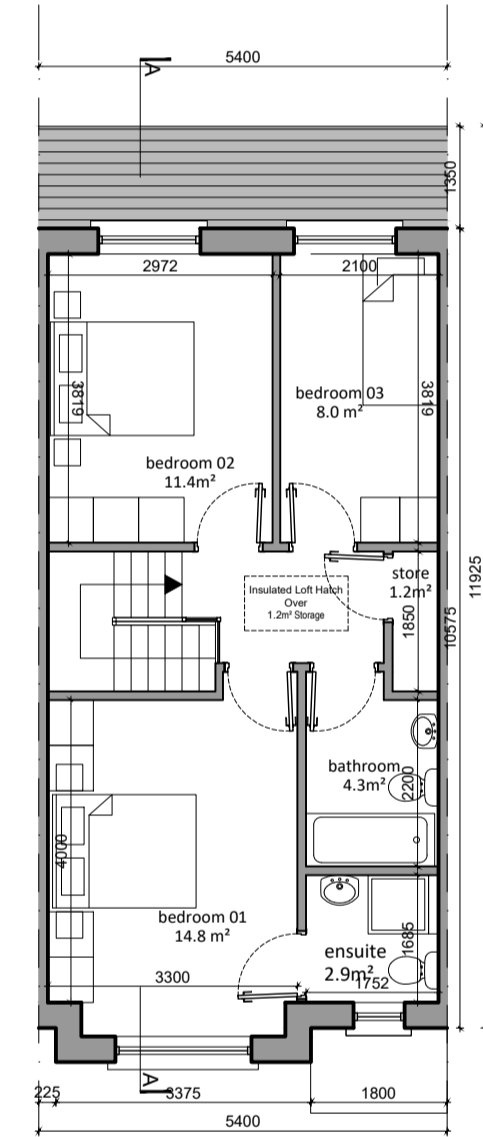 5400
A
1350
2972
2100
3819
3819
bedroom 03
8.0 m²
bedroom 02
11.4m²
Insulated Loft Hatch
Over
1.2m² Storage
store
1.2m²
1850
10575
11925
bathroom
4.3m²
2200
4000
bedroom 01
14.8 m²
ensuite
2.9m²
1685
3300
1752
A
225
3375
1800
5400